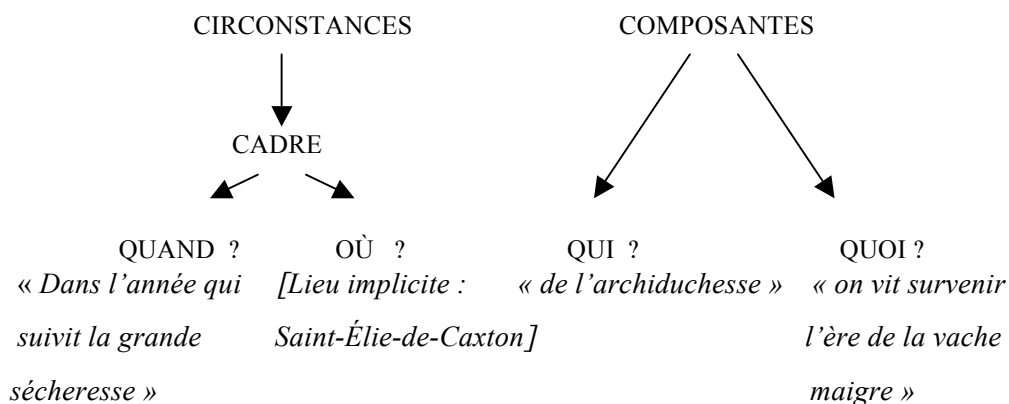 CIRCONSTANCES COMPOSANTES
CADRE
QUAND ? OÙ ? QUI ? QUOI ?
« Dans l’année qui [Lieu implicite : « de l’archiduchesse » « on vit survenir
suivit la grande Saint-Élie-de-Caxton] l’ère de la vache
sécheresse » maigre »